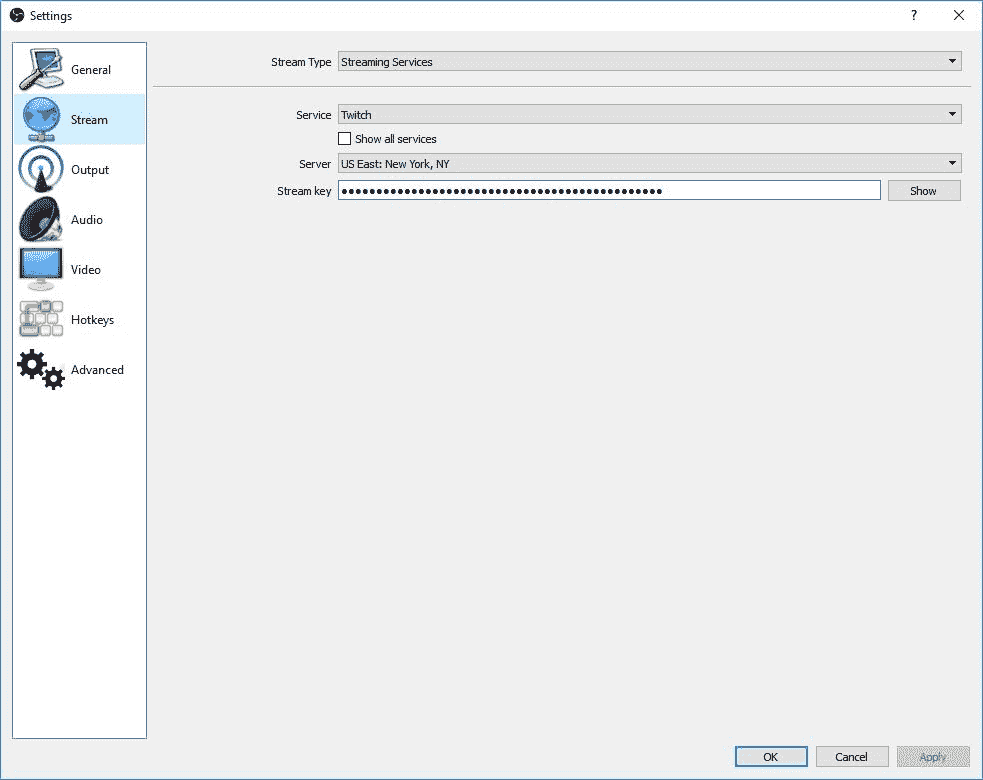 Settings
?
General
Stream
Output
Audio
Video
Hotkeys
Advanced
Stream Type Streaming Services
Service Twitch
Show all services
Server US East: New York, NY
Stream key ●●●●●●●●●●●●●●●●●●●●●●●●●●●●●●●●●●●●●●●●●●●●●● Show
OK Cancel Apply